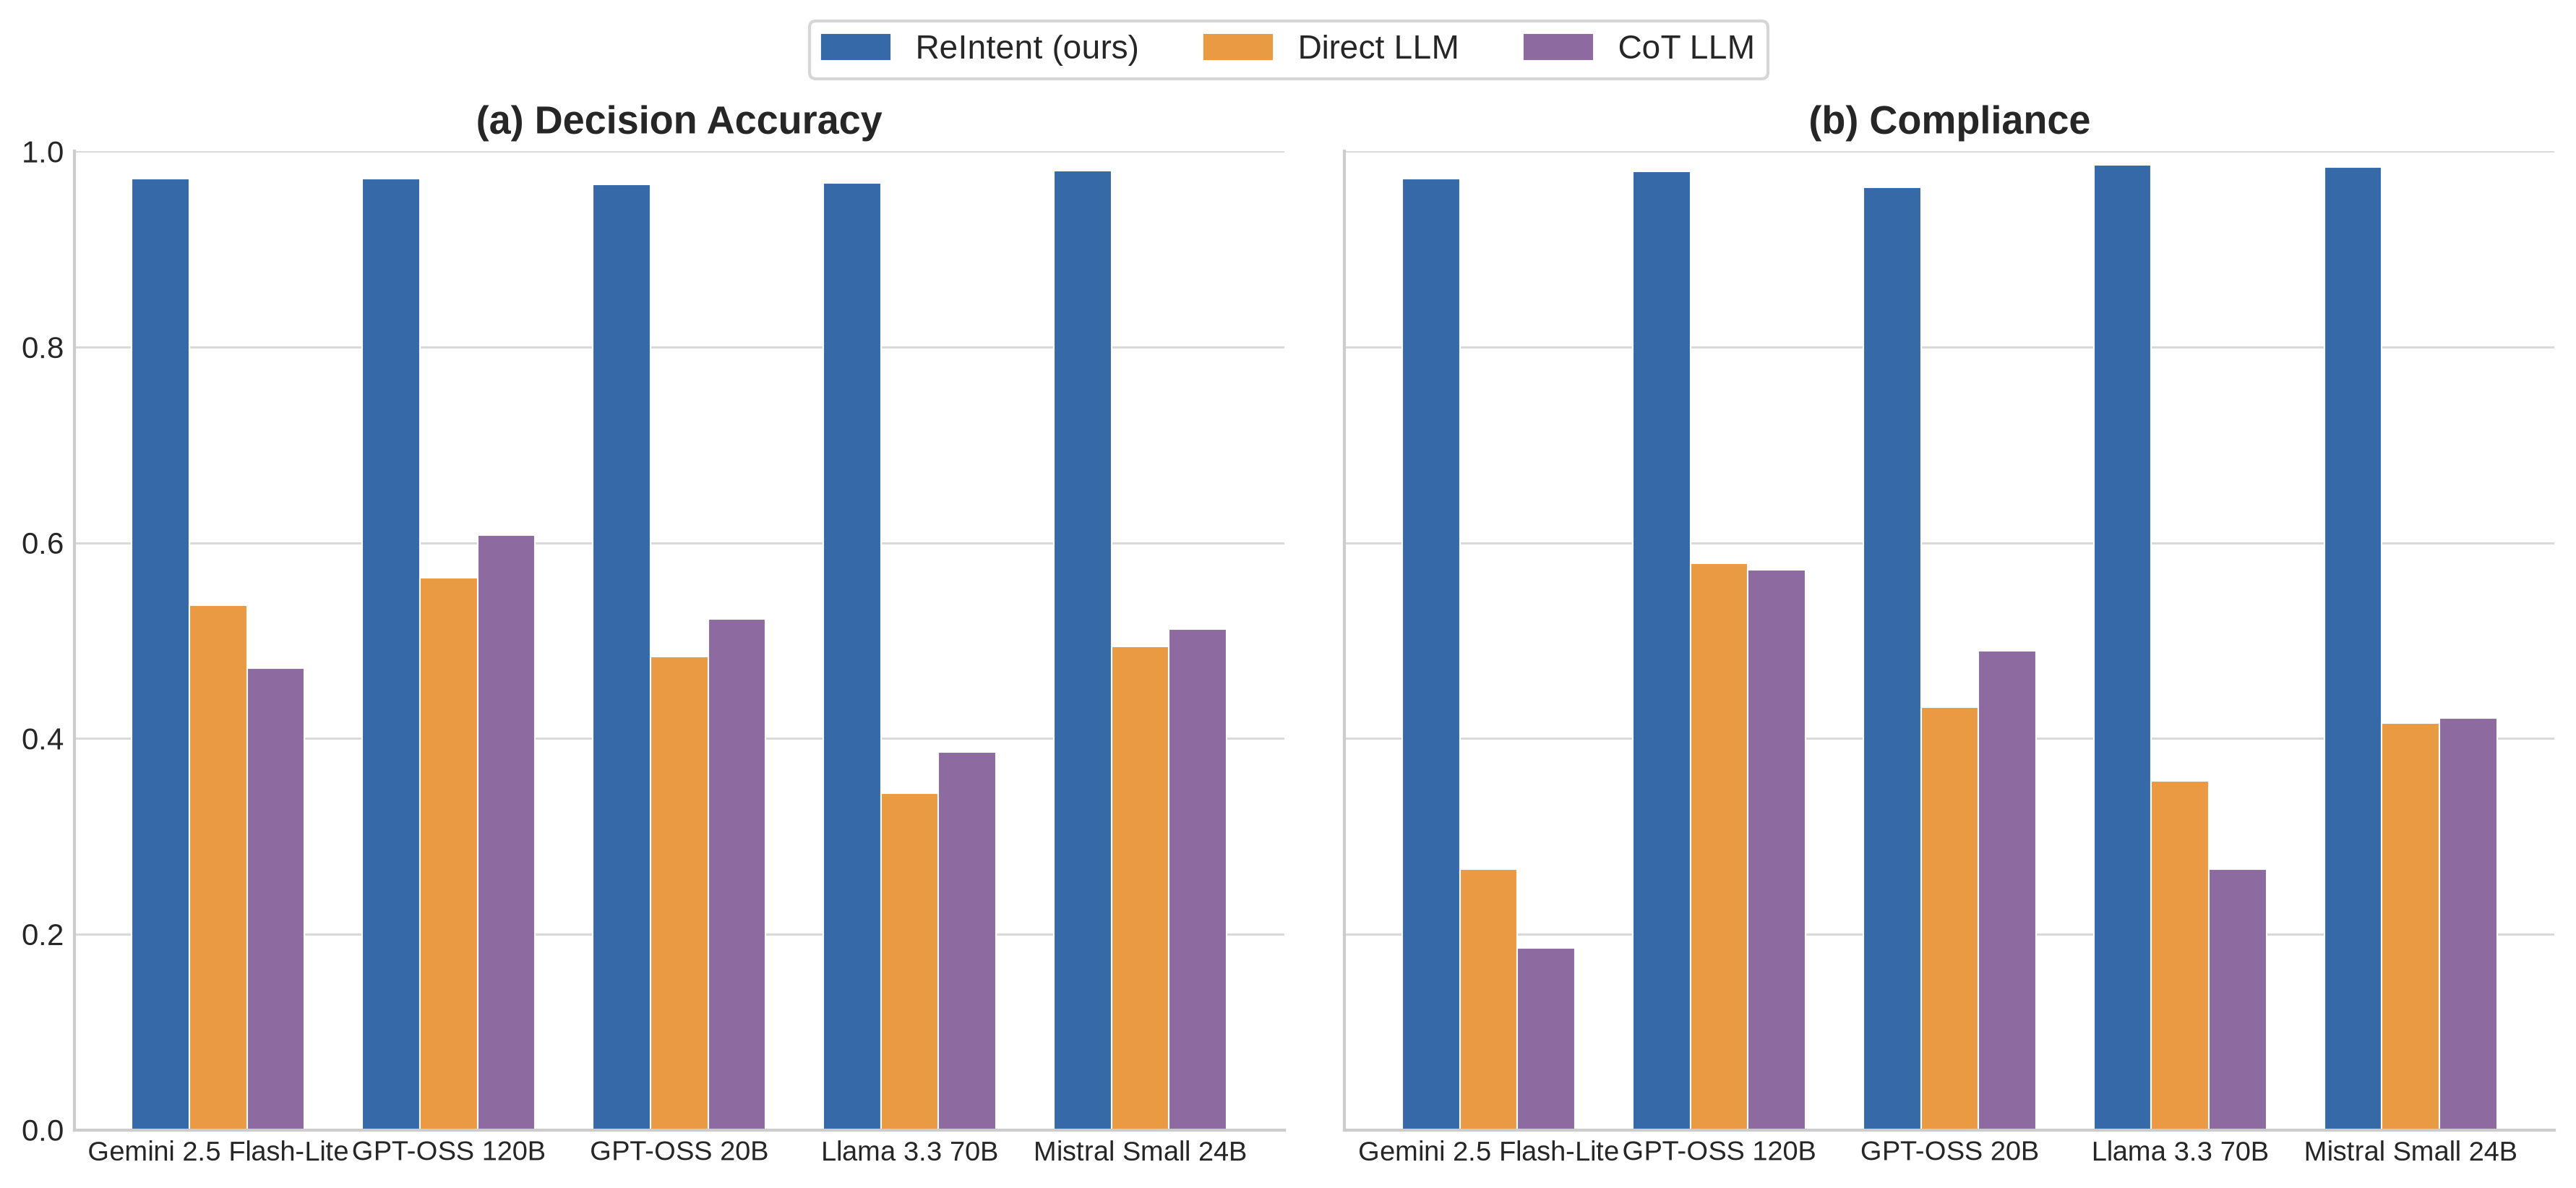 ReIntent (ours) Direct LLM CoT LLM
(a) Decision Accuracy
1.0
0.8
0.6
0.4
0.2
0.0
Gemini 2.5 Flash-Lite GPT-OSS 120B GPT-OSS 20B Llama 3.3 70B Mistral Small 24B
(b) Compliance
Gemini 2.5 Flash-Lite GPT-OSS 120B GPT-OSS 20B Llama 3.3 70B Mistral Small 24B